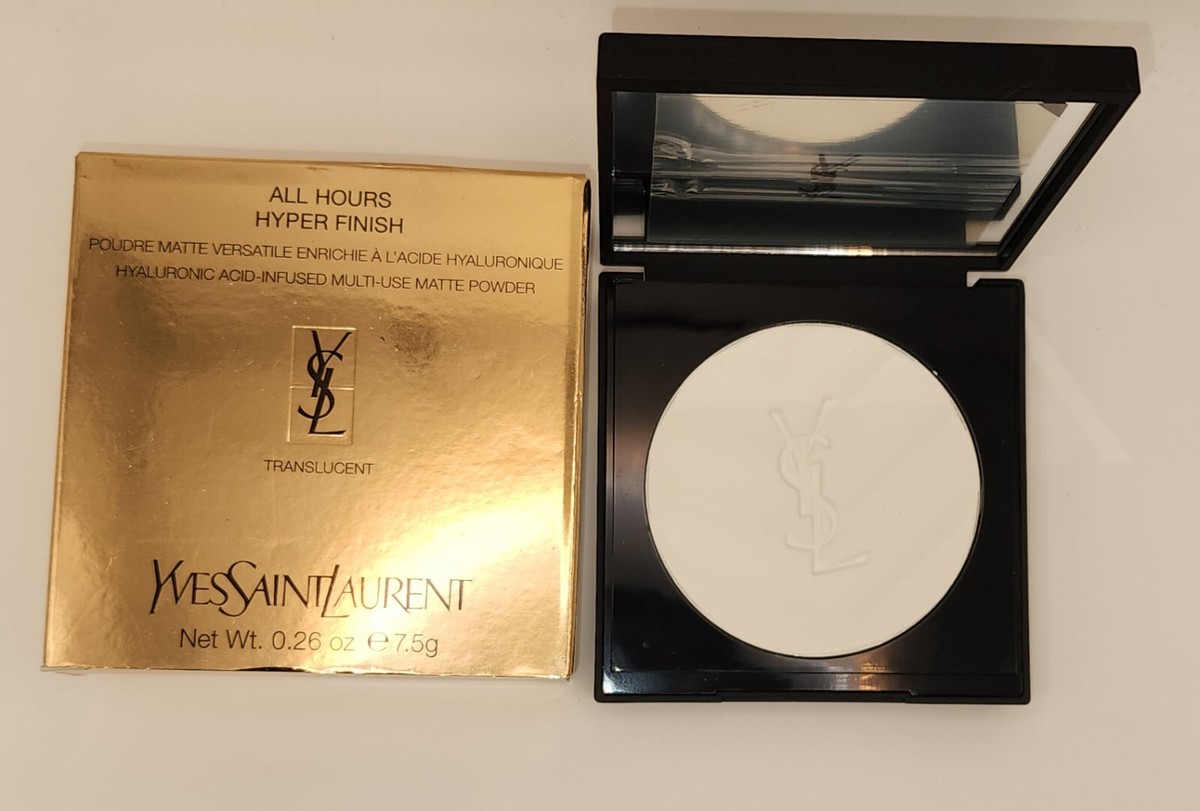 ALL HOURS
HYPER FINISH
POUDRE MATTE VERSATILE ENRICHIE À L'ACIDE HYALURONIQUE
HYALURONIC ACID-INFUSED MULTI-USE MATTE POWDER
YSL
TRANSLUCENT
YVESSAINTLAURENT
Net Wt. 0.26 oz ℮ 7.5g
YSL